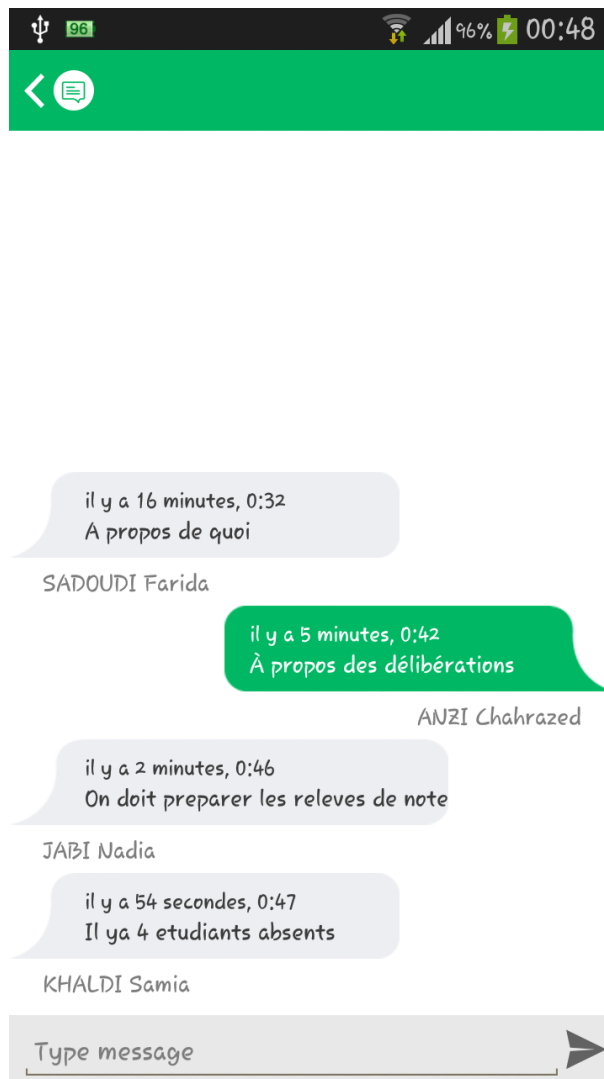 96
96% 00:48
il y a 16 minutes, 0:32
A propos de quoi
SADOUDI Farida
il y a 5 minutes, 0:42
À propos des délibérations
ANZI Chahrazed
il y a 2 minutes, 0:46
On doit preparer les releves de note
JABI Nadia
il y a 54 secondes, 0:47
Il ya 4 etudiants absents
KHALDI Samia
Type message